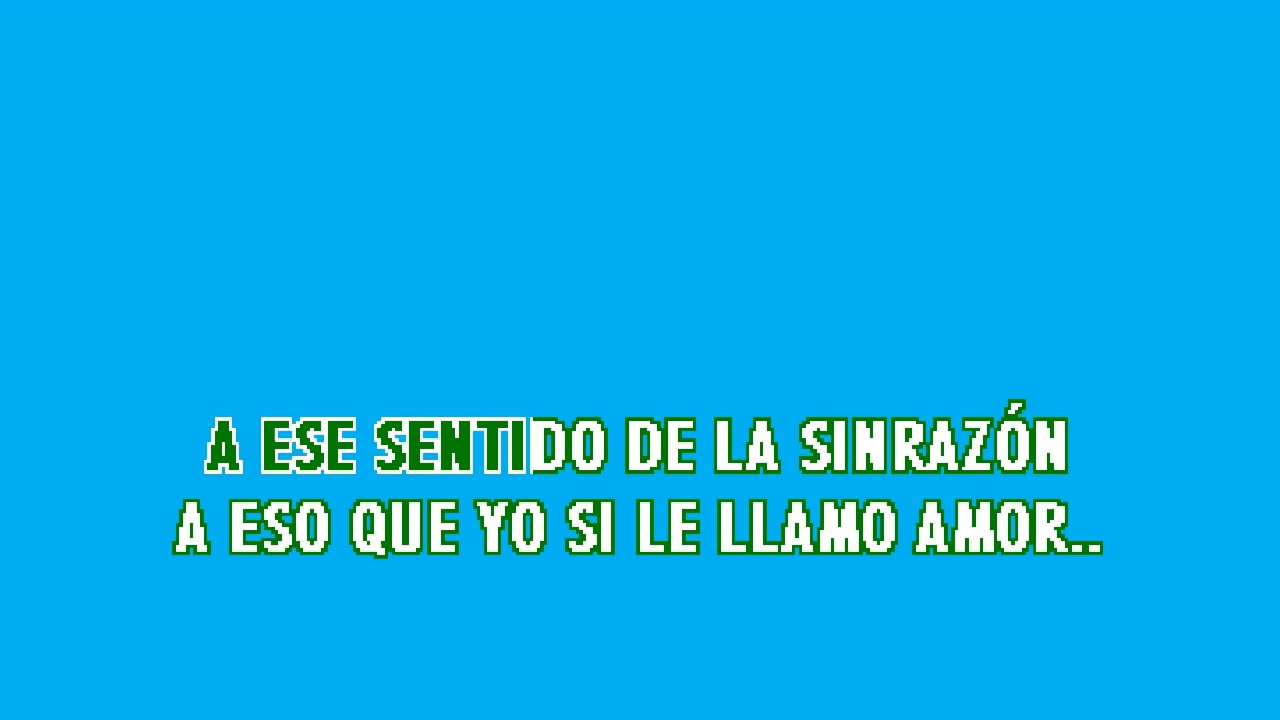 A ESE SENTIDO DE LA SINRAZÓN
A ESO QUE YO SI LE LLAMO AMOR..